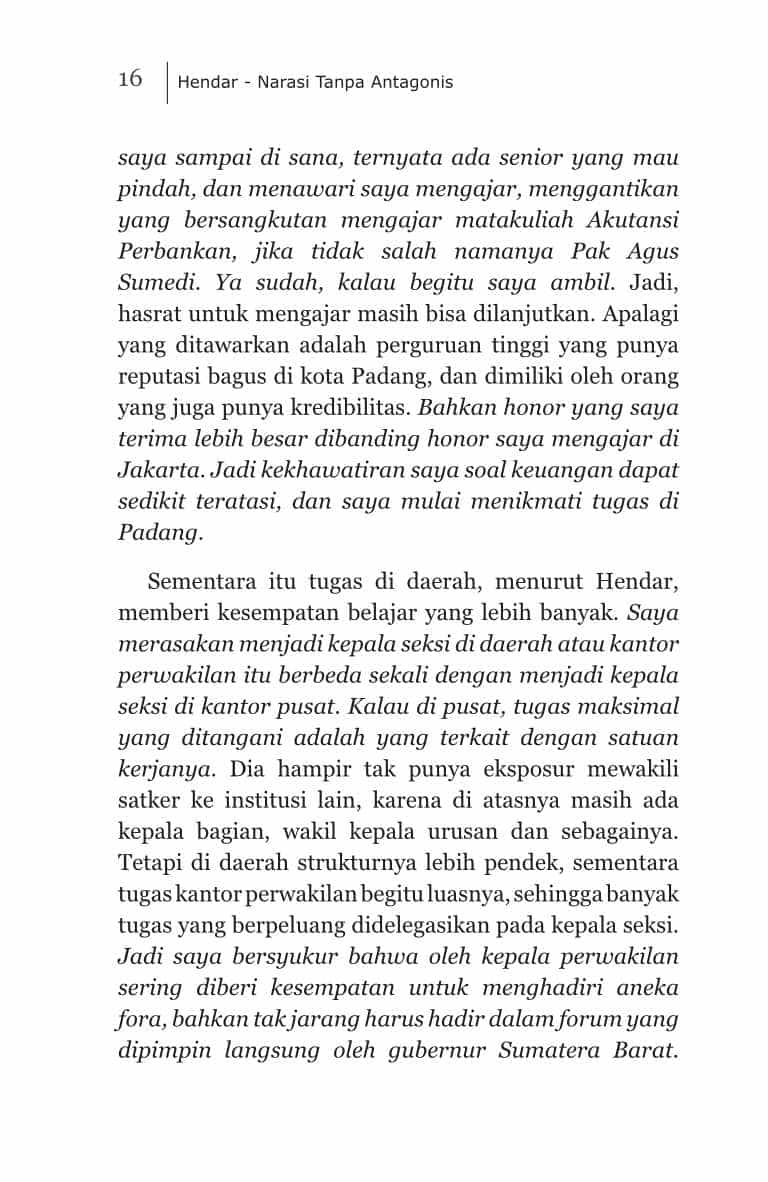 16
Hendar - Narasi Tanpa Antagonis
saya sampai di sana, ternyata ada senior yang mau
pindah, dan menawari saya mengajar, menggantikan
yang bersangkutan mengajar matakuliah Akutansi
Perbankan, jika tidak salah namanya Pak Agus
Sumedi. Ya sudah, kalau begitu saya ambil. Jadi,
hasrat untuk mengajar masih bisa dilanjutkan. Apalagi
yang ditawarkan adalah perguruan tinggi yang punya
reputasi bagus di kota Padang, dan dimiliki oleh orang
yang juga punya kredibilitas. Bahkan honor yang saya
terima lebih besar dibanding honor saya mengajar di
Jakarta. Jadi kekhawatiran saya soal keuangan dapat
sedikit teratasi, dan saya mulai menikmati tugas di
Padang.
Sementara itu tugas di daerah, menurut Hendar,
memberi kesempatan belajar yang lebih banyak. Saya
merasakan menjadi kepala seksi di daerah atau kantor
perwakilan itu berbeda sekali dengan menjadi kepala
seksi di kantor pusat. Kalau di pusat, tugas maksimal
yang ditangani adalah yang terkait dengan satuan
kerjanya. Dia hampir tak punya eksposur mewakili
satker ke institusi lain, karena di atasnya masih ada
kepala bagian, wakil kepala urusan dan sebagainya.
Tetapi di daerah strukturnya lebih pendek, sementara
tugas kantor perwakilan begitu luasnya, sehingga banyak
tugas yang berpeluang didelegasikan pada kepala seksi.
Jadi saya bersyukur bahwa oleh kepala perwakilan
sering diberi kesempatan untuk menghadiri aneka
fora, bahkan tak jarang harus hadir dalam forum yang
dipimpin langsung oleh gubernur Sumatera Barat.